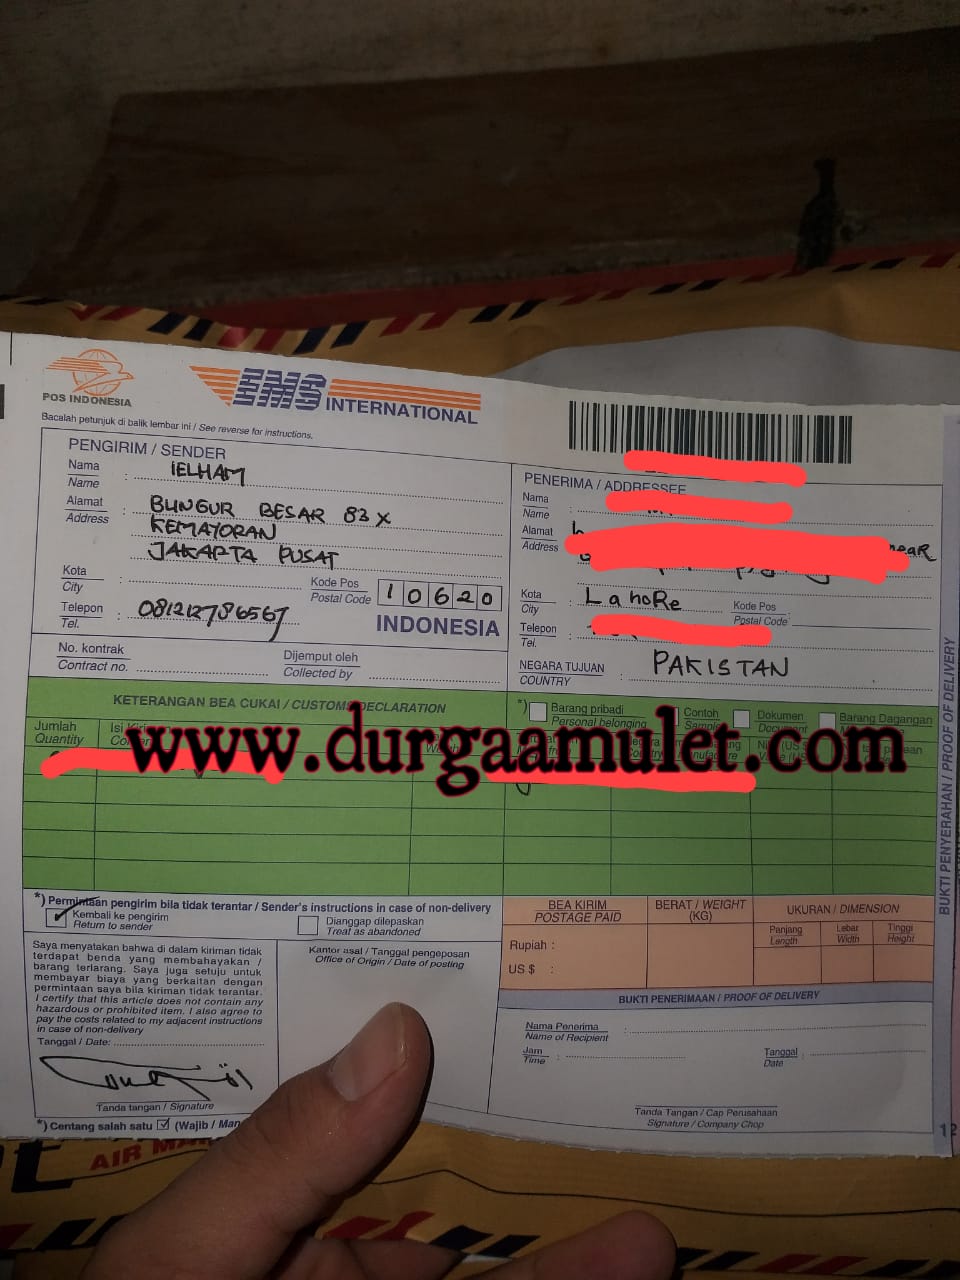 POS INDONESIA
EMS INTERNATIONAL
Bacalah petunjuk di balik lembar ini / See reverse for instructions.
PENGIRIM / SENDER
Nama
Name : IELHAM
Alamat
Address : BUNGUR BESAR 83X
KEMAYORAN
JAKARTA PUSAT
Kota
City :
Kode Pos
Postal Code 10620
Telepon
Tel. : 081212786567
INDONESIA
No. kontrak
Contract no.
Dijemput oleh
Collected by
PENERIMA / ADDRESSEE
Nama
Name :
Alamat
Address :
neaR
Kota
City : LahoRe
Kode Pos
Postal Code :
Telepon
Tel. :
NEGARA TUJUAN
COUNTRY : PAKISTAN
KETERANGAN BEA CUKAI / CUSTOMS DECLARATION
*) Barang pribadi
Personal belonging
Contoh
Sample
Dokumen
Document
Barang Dagangan
Jumlah
Quantity
www.durgaamulet.com
*) Permintaan pengirim bila tidak terantar / Sender's instructions in case of non-delivery
Kembali ke pengirim
Return to sender
Dianggap dilepaskan
Treat as abandoned
Saya menyatakan bahwa di dalam kiriman tidak
terdapat benda yang membahayakan /
barang terlarang. Saya juga setuju untuk
membayar biaya yang berkaitan dengan
permintaan saya bila kiriman tidak terantar.
I certify that this article does not contain any
hazardous or prohibited item. I also agree to
pay the costs related to my adjacent instructions
in case of non-delivery
Tanggal / Date:
Tanda tangan / Signature
*) Centang salah satu (Wajib /
Kantor asal / Tanggal pengeposan
Office of Origin / Date of posting
BEA KIRIM
POSTAGE PAID
BERAT / WEIGHT
(KG)
UKURAN / DIMENSION
Panjang
Length
Lebar
Width
Tinggi
Height
Rupiah :
US $ :
BUKTI PENERIMAAN / PROOF OF DELIVERY
Nama Penerima
Name of Recipient :
Jam
Time :
Tanggal
Date :
Tanda Tangan / Cap Perusahaan
Signature / Company Chop
BUKTI PENYERAHAN / PROOF OF DELIVERY
AIR